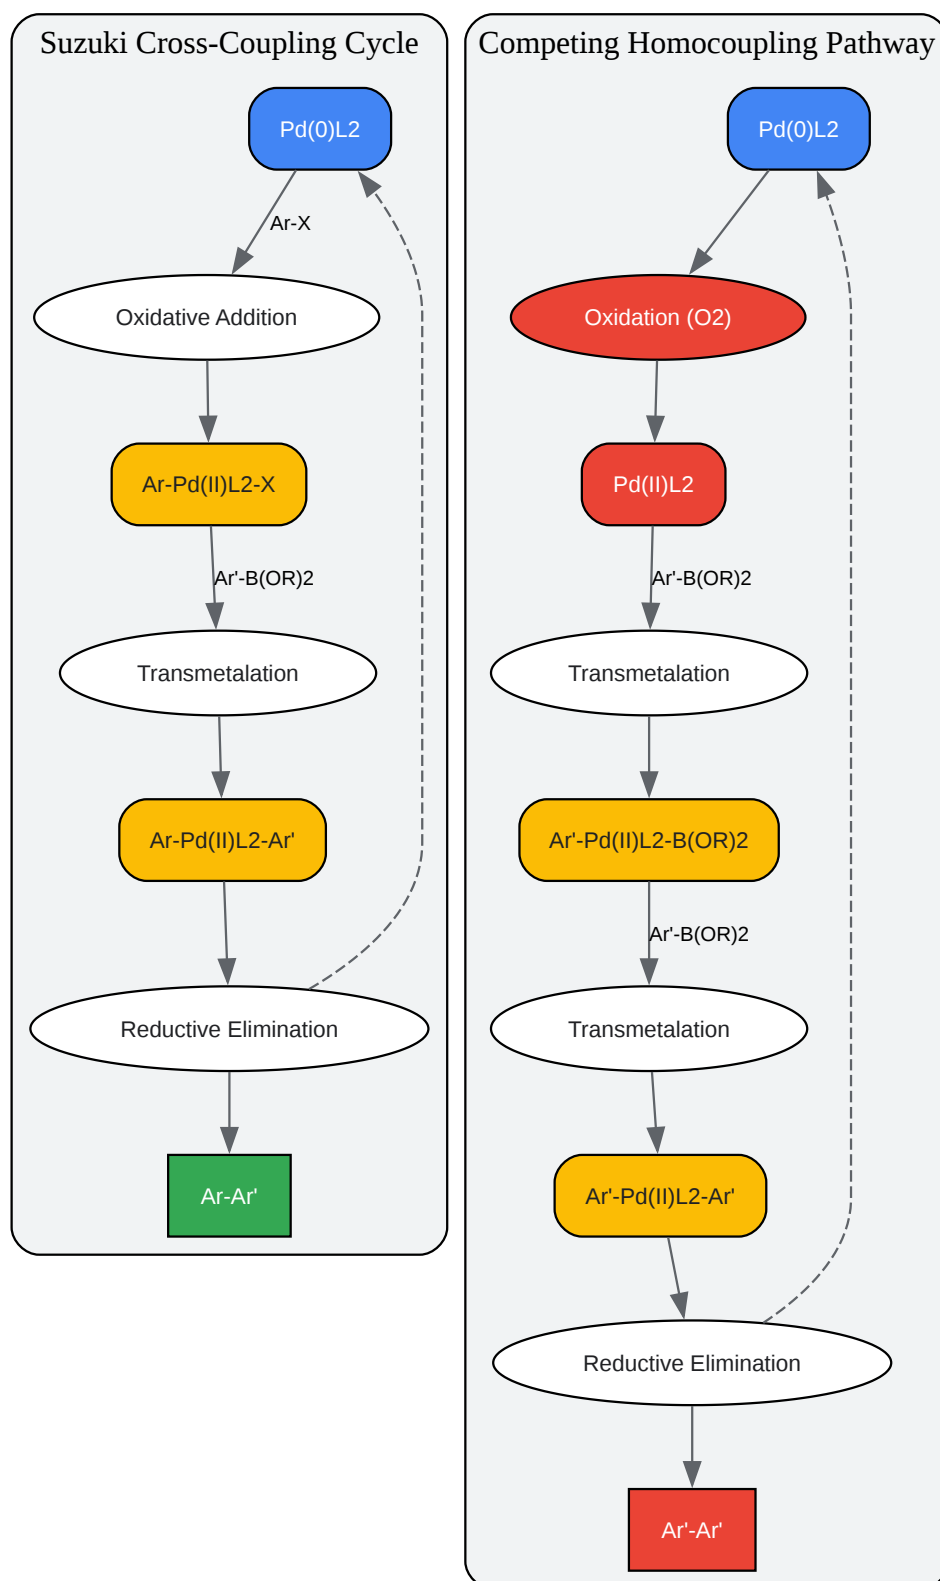 Suzuki Cross-Coupling Cycle
Pd(0)L2
Ar-X
Oxidative Addition
Ar-Pd(II)L2-X
Ar'-B(OR)2
Transmetalation
Ar-Pd(II)L2-Ar'
Reductive Elimination
Ar-Ar'
Competing Homocoupling Pathway
Pd(0)L2
Oxidation (O2)
Pd(II)L2
Ar'-B(OR)2
Transmetalation
Ar'-Pd(II)L2-B(OR)2
Ar'-B(OR)2
Transmetalation
Ar'-Pd(II)L2-Ar'
Reductive Elimination
Ar'-Ar'